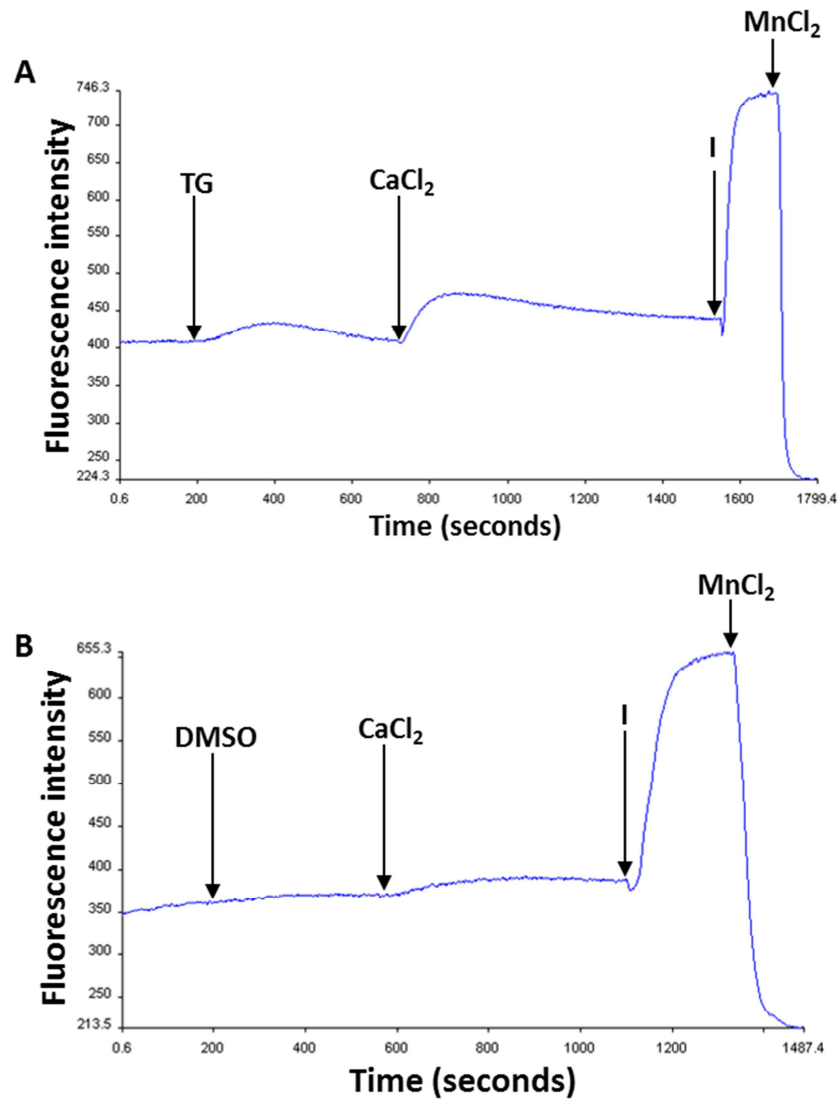 A
MnCl₂
746.3
700
I
650
TG
CaCl₂
600
550
500
450
400
350
300
250
224.3
Fluorescence intensity
0.6 200 400 600 800 1000 1200 1400 1600 1799.4
Time (seconds)
B
MnCl₂
655.3
600
I
DMSO
CaCl₂
550
500
450
400
350
300
250
213.5
Fluorescence intensity
0.6 200 400 600 800 1000 1200 1487.4
Time (seconds)